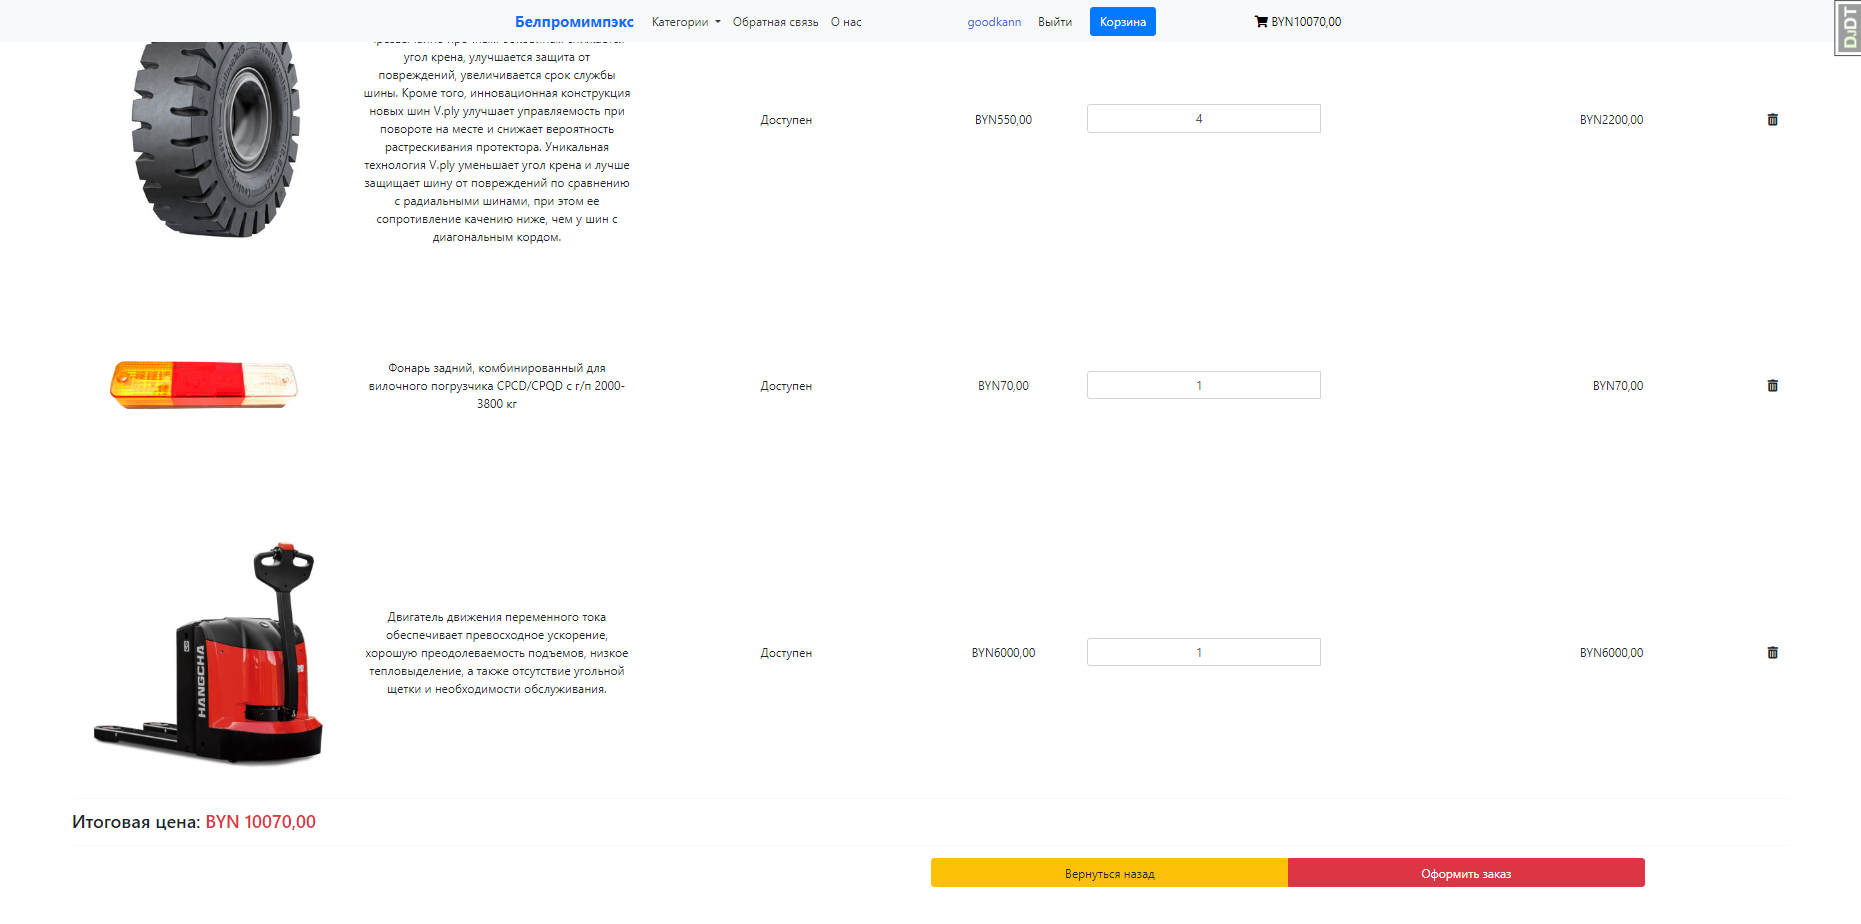 Белпромимпэкс Категории Обратная связь О нас goodkann Выйти Корзина BYN10070,00
DjDT
угол крена, улучшается защита от
повреждений, увеличивается срок службы
шины. Кроме того, инновационная конструкция
новых шин V.ply улучшает управляемость при
повороте на месте и снижает вероятность
растрескивания протектора. Уникальная
технология V.ply уменьшает угол крена и лучше
защищает шину от повреждений по сравнению
с радиальными шинами, при этом ее
сопротивление качению ниже, чем у шин с
диагональным кордом.
Доступен BYN550,00 4 BYN2200,00
Фонарь задний, комбинированный для
вилочного погрузчика CPCD/CPQD с г/п 2000-
3800 кг
Доступен BYN70,00 1 BYN70,00
HANGCHA
Двигатель движения переменного тока
обеспечивает превосходное ускорение,
хорошую преодолеваемость подъемов, низкое
тепловыделение, а также отсутствие угольной
щетки и необходимости обслуживания.
Доступен BYN6000,00 1 BYN6000,00
Итоговая цена: BYN 10070,00
Вернуться назад Оформить заказ